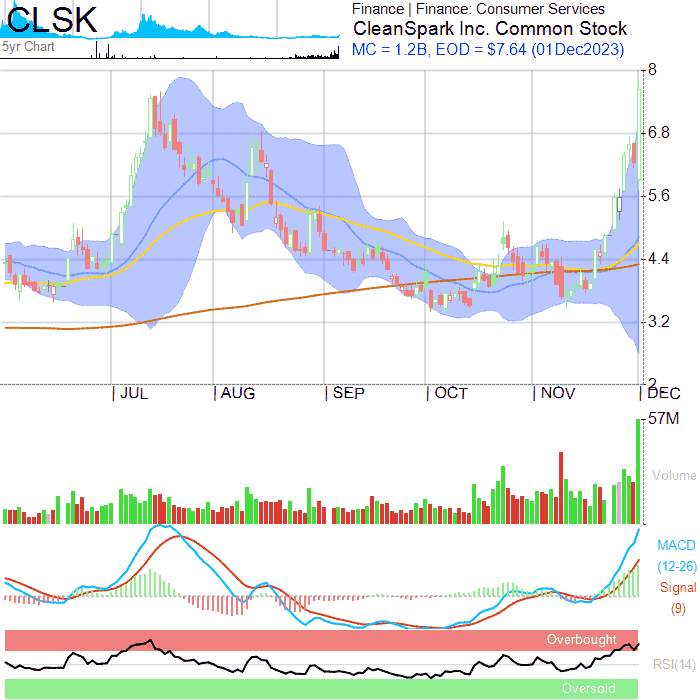 CLSK
5yr Chart
Finance | Finance: Consumer Services
CleanSpark Inc. Common Stock
MC = 1.2B, EOD = $7.64 (01Dec2023)
8
6.8
5.6
4.4
3.2
2
| JUL | AUG | SEP | OCT | NOV | DEC
57M
Volume
MACD
(12-26)
Signal
(9)
Overbought
RSI(14)
Oversold